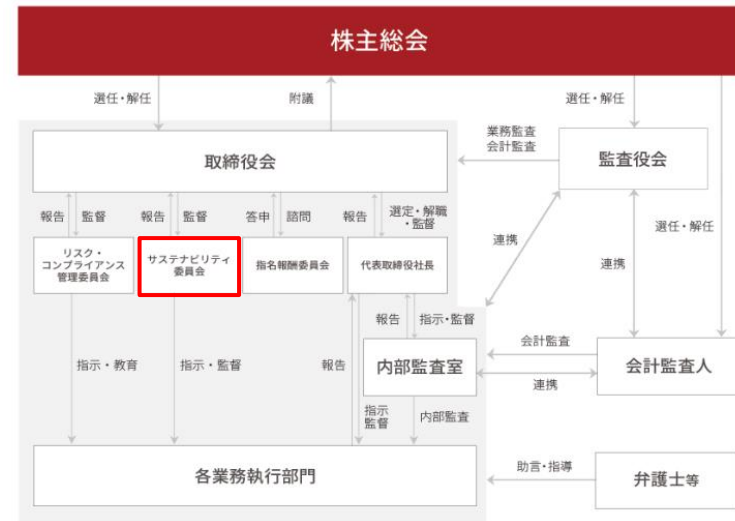 株主総会
選任・解任
附議
選任・解任
業務監査
会計監査
取締役会
監査役会
報告
監督
報告
監督
答申
諮問
報告
選定・解職
・監督
連携
連携
選任・解任
リスク・
コンプライアンス
管理委員会
サステナビリティ
委員会
指名報酬委員会
代表取締役社長
報告
指示・監督
会計監査
指示・教育
指示・監督
報告
内部監査室
会計監査人
連携
指示
監督
内部監査
各業務執行部門
助言・指導
弁護士等